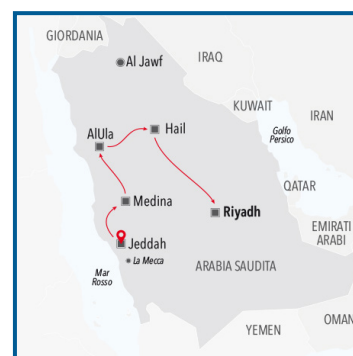 GIORDANIA
Al Jawf
IRAQ
KUWAIT
IRAN
Hail
AlUla
Golfo
Persico
QATAR
Medina
Riyadh
EMIRATI
ARABI
Jeddah
La Mecca
ARABIA SAUDITA
Mar
Rosso
OMAN
YEMEN